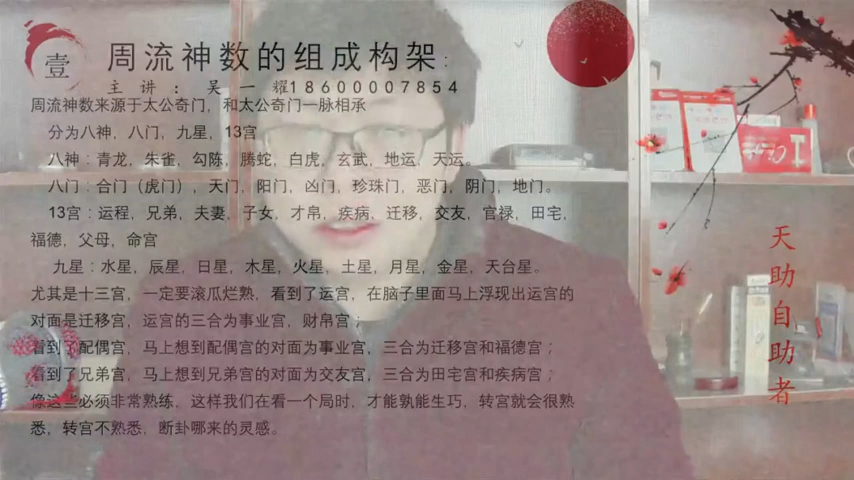 壹
周流神数的组成构架:
主讲：吴一耀18600007854
周流神数来源于太公奇门，和太公奇门一脉相承
分为八神，八门，九星，13宫
八神：青龙，朱雀，勾陈，腾蛇，白虎，玄武，地运，天运。
八门：合门（虎门），天门，阳门，凶门，珍珠门，恶门，阴门，地门。
13宫：运程，兄弟，夫妻，子女，才帛，疾病，迁移，交友，官禄，田宅，
福德，父母，命宫
九星：水星，辰星，日星，木星，火星，土星，月星，金星，天台星。
尤其是十三宫，一定要滚瓜烂熟，看到了运宫，在脑子里面马上浮现出运宫的
对面是迁移宫，运宫的三合为事业宫，财帛宫；
看到了配偶宫，马上想到配偶宫的对面为事业宫，三合为迁移宫和福德宫；
看到了兄弟宫，马上想到兄弟宫的对面为交友宫，三合为田宅宫和疾病宫；
像这些必须非常熟练，这样我们在看一个局时，才能孰能生巧，转宫就会很熟
悉，转宫不熟悉，断卦哪来的灵感。
天助自助者